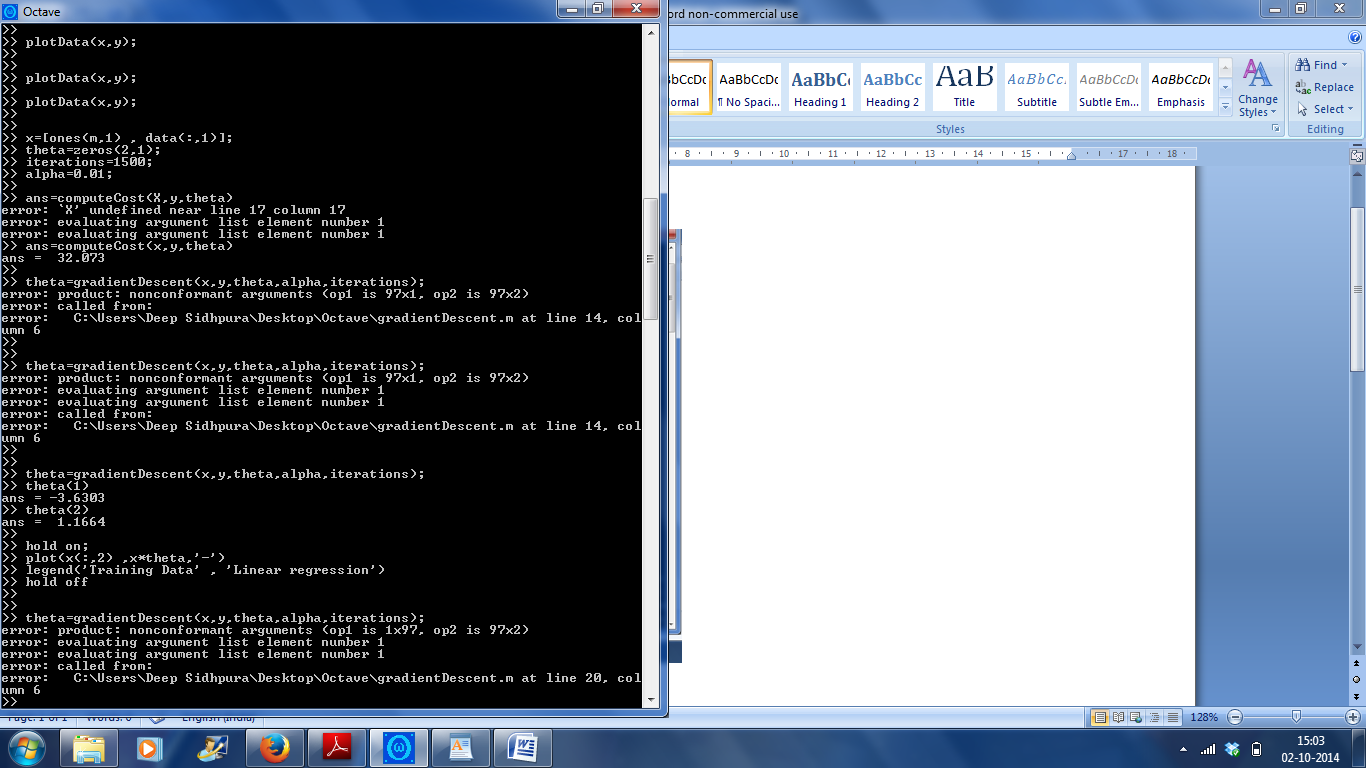 Octave
>>
>> plotData(x,y);
>>
>>
>> plotData(x,y);
>>
>> plotData(x,y);
>>
>>
>> x=[ones(m,1) , data(:,1)];
>> theta=zeros(2,1);
>> iterations=1500;
>> alpha=0.01;
>>
>> ans=computeCost(X,y,theta)
error: `X' undefined near line 17 column 17
error: evaluating argument list element number 1
error: evaluating argument list element number 1
>> ans=computeCost(x,y,theta)
ans =  32.073
>>
>> theta=gradientDescent(x,y,theta,alpha,iterations);
error: product: nonconformant arguments (op1 is 97x1, op2 is 97x2)
error: called from:
error:   C:\Users\Deep Sidhpura\Desktop\Octave\gradientDescent.m at line 14, col
umn 6
>>
>>
>> theta=gradientDescent(x,y,theta,alpha,iterations);
error: product: nonconformant arguments (op1 is 97x1, op2 is 97x2)
error: evaluating argument list element number 1
error: evaluating argument list element number 1
error: called from:
error:   C:\Users\Deep Sidhpura\Desktop\Octave\gradientDescent.m at line 14, col
umn 6
>>
>>
>> theta=gradientDescent(x,y,theta,alpha,iterations);
>> theta(1)
ans = -3.6303
>> theta(2)
ans =  1.1664
>>
>> hold on;
>> plot(x(:,2) ,x*theta,'-')
>> legend('Training Data' , 'Linear regression')
>> hold off
>>
>>
>> theta=gradientDescent(x,y,theta,alpha,iterations);
error: product: nonconformant arguments (op1 is 1x97, op2 is 97x2)
error: evaluating argument list element number 1
error: evaluating argument list element number 1
error: called from:
error:   C:\Users\Deep Sidhpura\Desktop\Octave\gradientDescent.m at line 20, col
umn 6
>>
ord non-commercial use
bCcDc AaBbCcDc AaBbC AaBbCc AaB AaBbCc. AaBbCcDc AaBbCcDc
ormal ¶ No Spaci... Heading 1 Heading 2 Title Subtitle Subtle Em... Emphasis
Change
Styles
Find
Replace
Select
Styles
Editing
8 9 10 11 12 13 14 15 17 18
Page: 1 of 1 Words: 0 English (India)
128%
15:03
02-10-2014